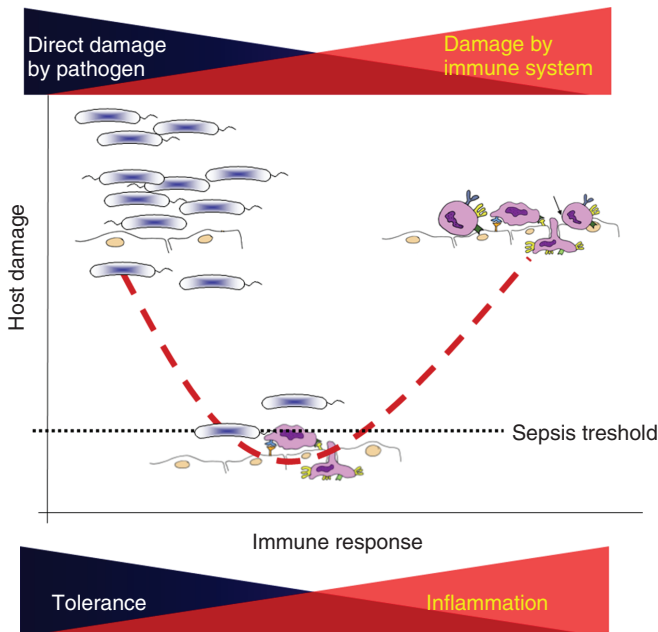 Direct damage
by pathogen
Damage by
immune system
Host damage
Sepsis treshold
Immune response
Tolerance
Inflammation